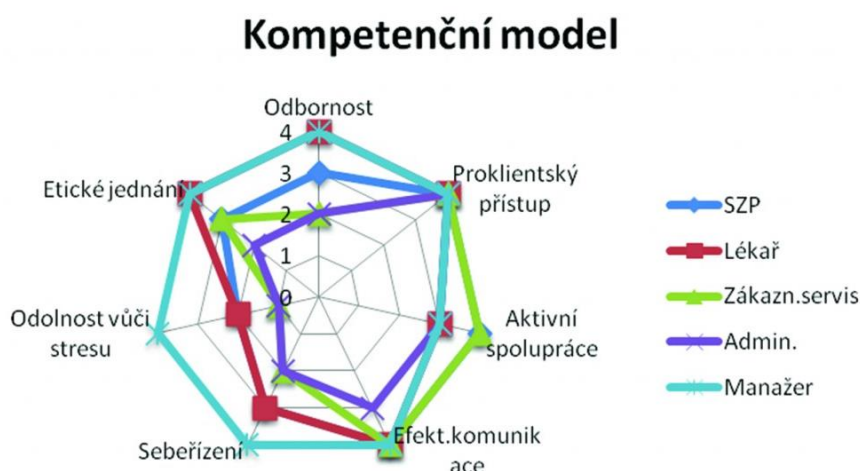 Kompetenční model
Odbornost
4
3
2
1
0
Proklientský
přístup
Aktivní
spolupráce
Efekt.komunik
ace
Sebeřízení
Odolnost vůči
stresu
Etické jednání
SZP
Lékař
Zákazn.servis
Admin.
Manažer